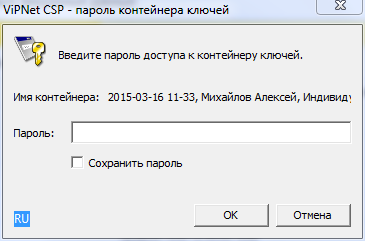 ViPNet CSP - пароль контейнера ключей
Введите пароль доступа к контейнеру ключей.
Имя контейнера: 2015-03-16 11-33, Михайлов Алексей, Индивиду
Пароль:
Сохранить пароль
RU
OK
Отмена